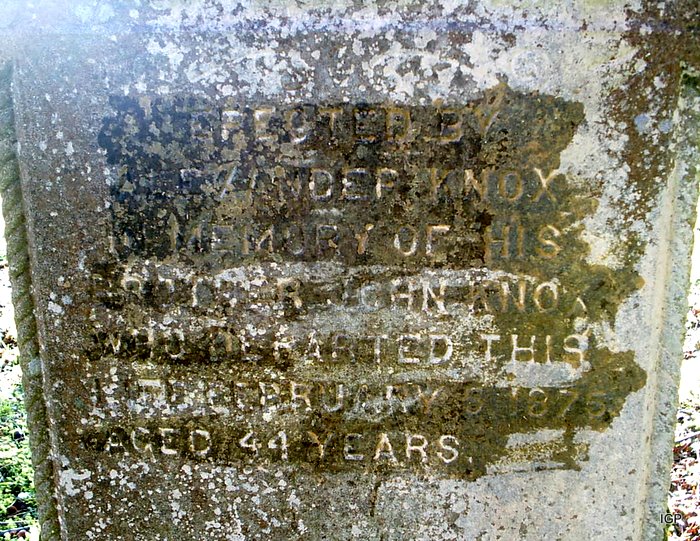 ERECTED BY
ALEXANDER KNOX
IN MEMORY OF HIS
BROTHER JOHN KNOX
WHO DEPARTED THIS
LIFE FEBRUARY
AGED 44 YEARS.
IGP